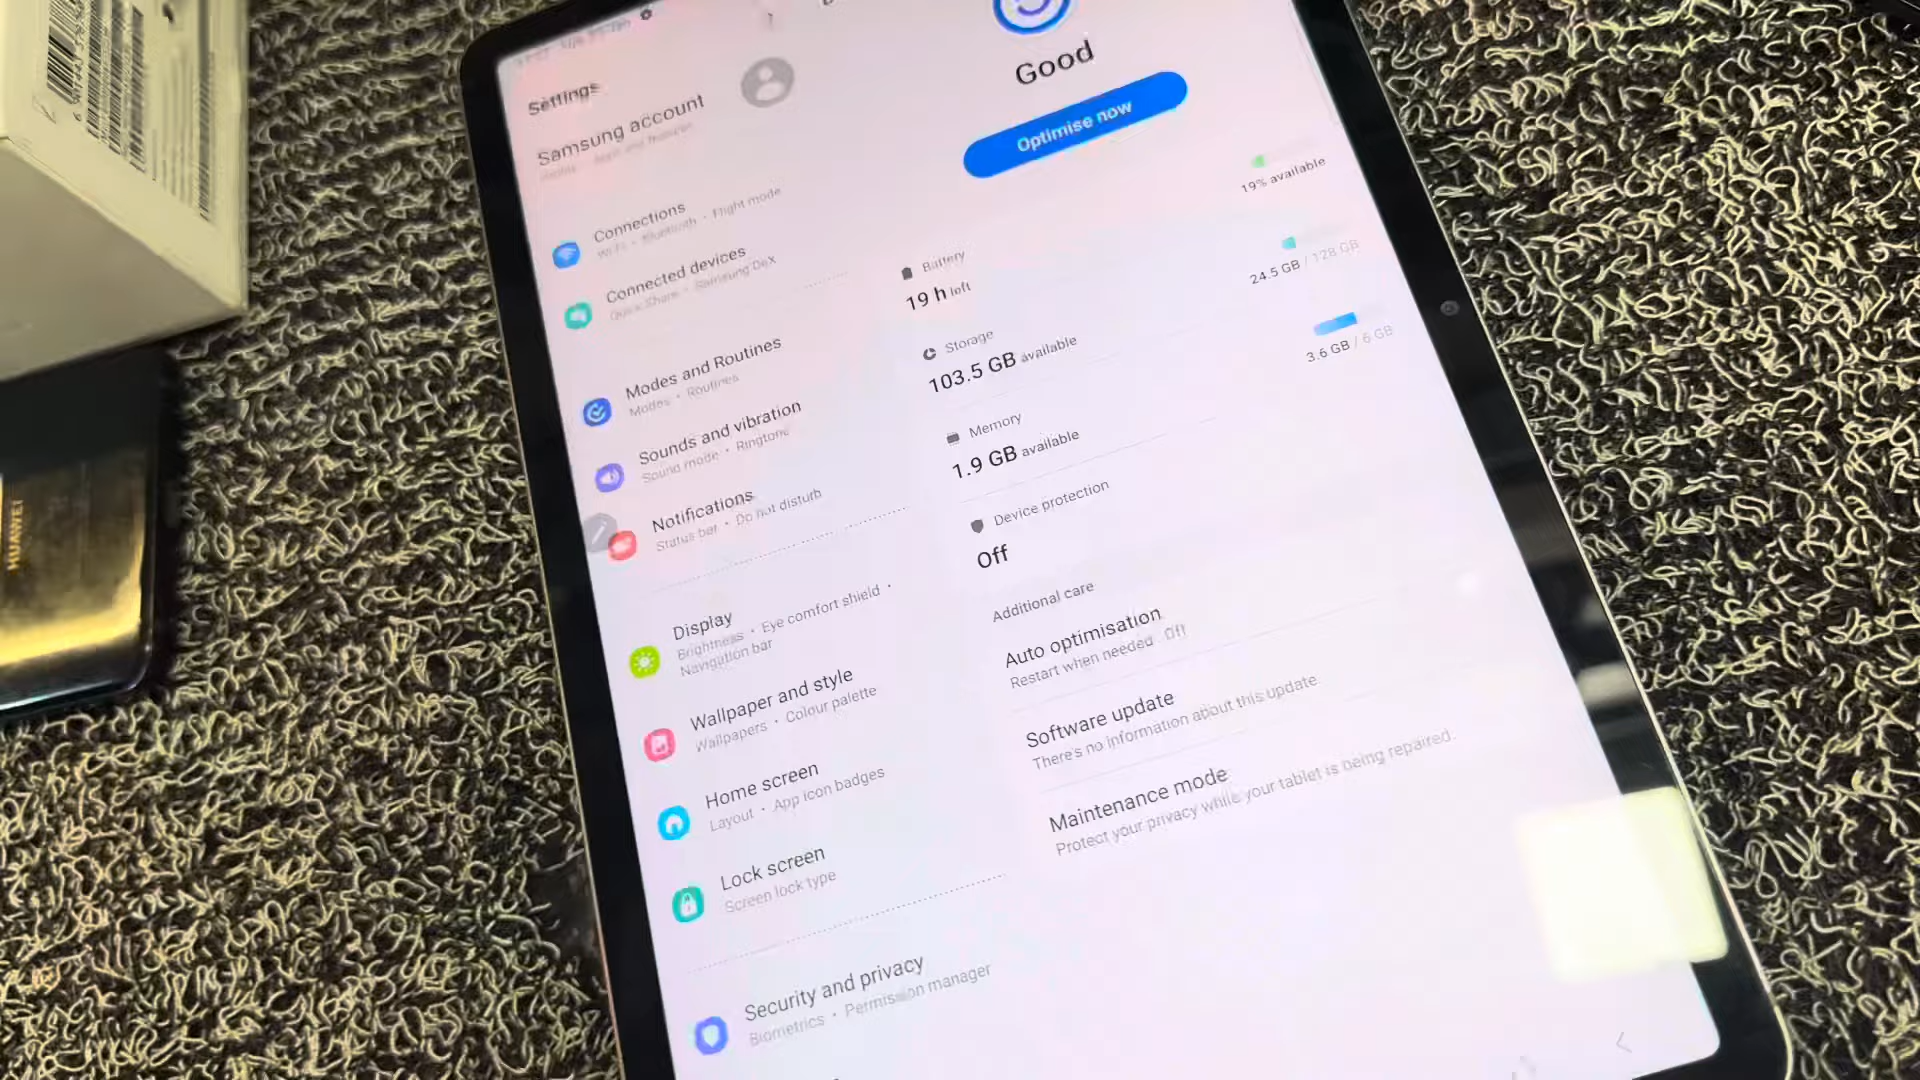 Settings
Samsung account
Connections
Wi-Fi • Bluetooth • Flight mode
Connected devices
Quick Share • Samsung DeX
Modes and Routines
Modes • Routines
Sounds and vibration
Sound mode • Ringtone
Notifications
Status bar • Do not disturb
Display
Brightness • Eye comfort shield •
Navigation bar
Wallpaper and style
Wallpapers • Colour palette
Home screen
Layout • App icon badges
Lock screen
Screen lock type
Security and privacy
Biometrics • Permission manager
Good
Optimise now
Battery
19 h left
19% available
Storage
103.5 GB available
24.5 GB / 128 GB
Memory
1.9 GB available
3.6 GB / 6 GB
Device protection
Off
Additional care
Auto optimisation
Restart when needed : Off
Software update
There's no information about this update.
Maintenance mode
Protect your privacy while your tablet is being repaired.
HUAWEI